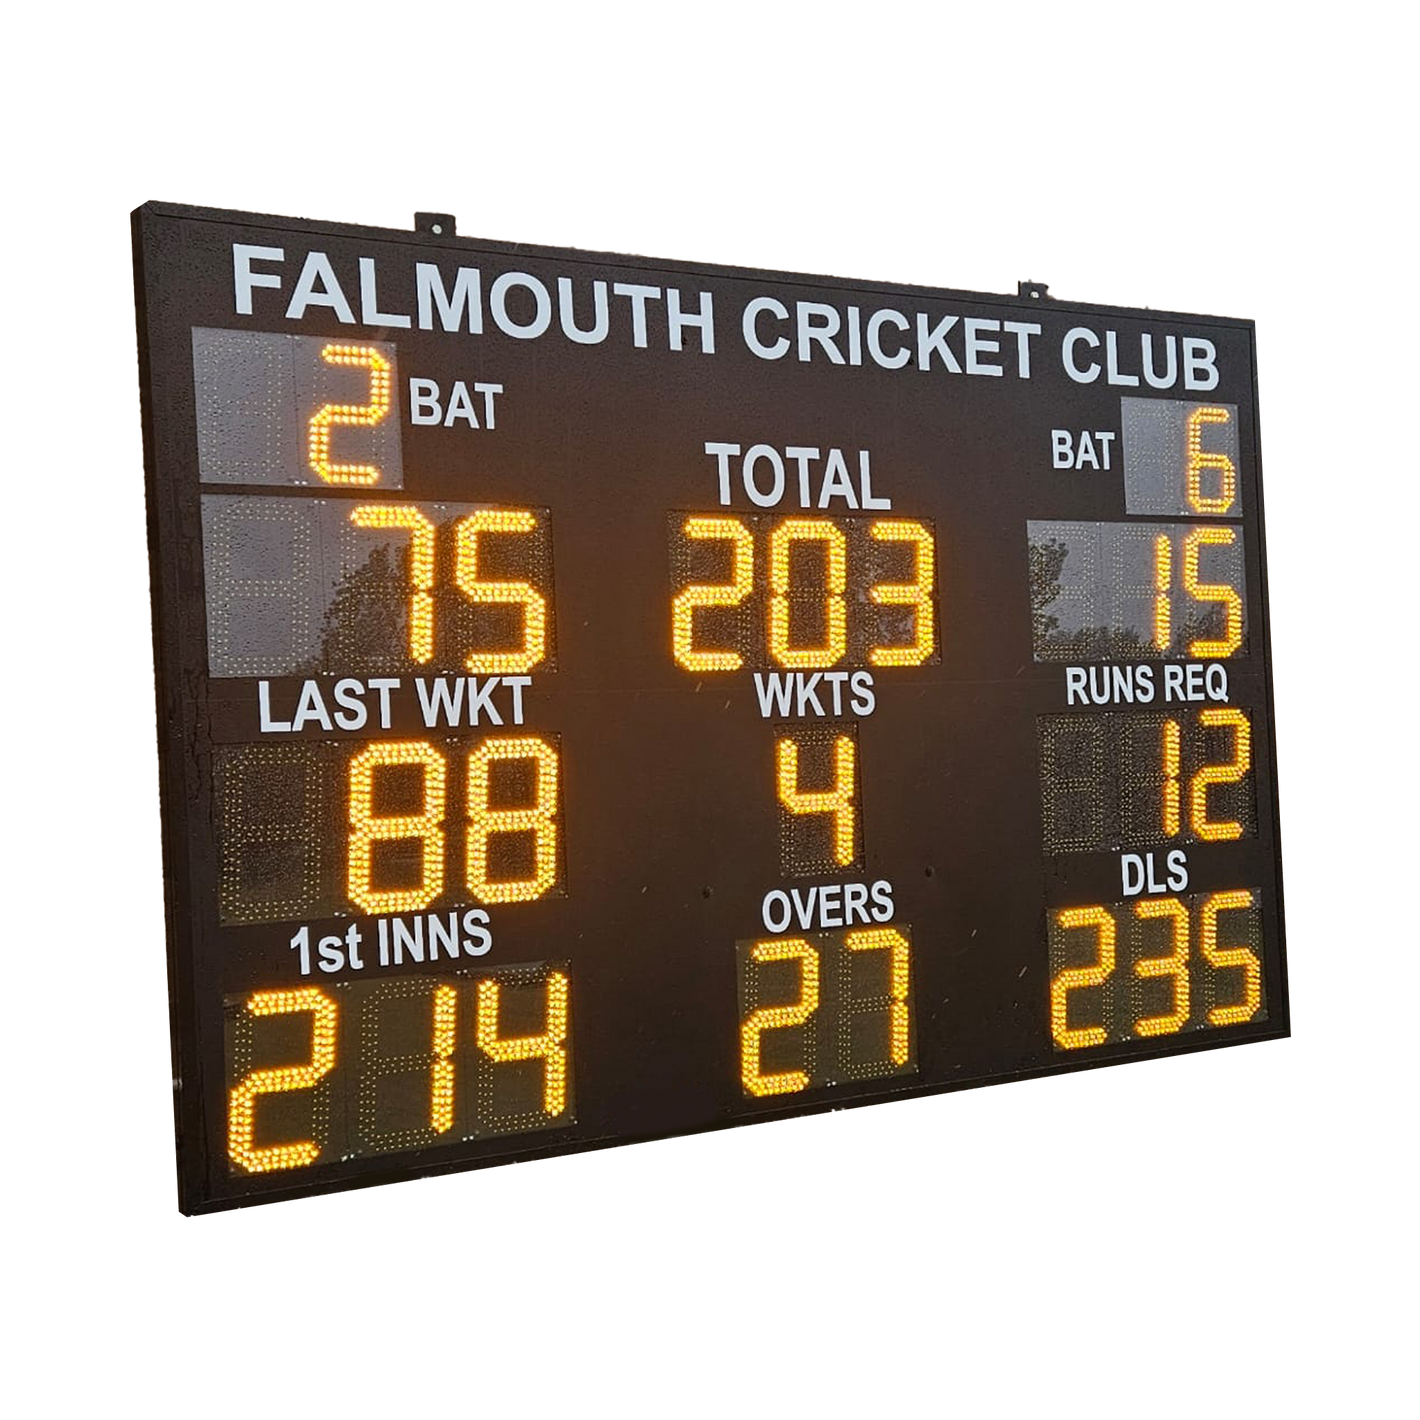 FALMOUTH CRICKET CLUB
2 BAT
BAT 6
TOTAL
75 203 15
LAST WKT WKTS RUNS REQ
88 4 12
1st INNS OVERS DLS
214 27 235